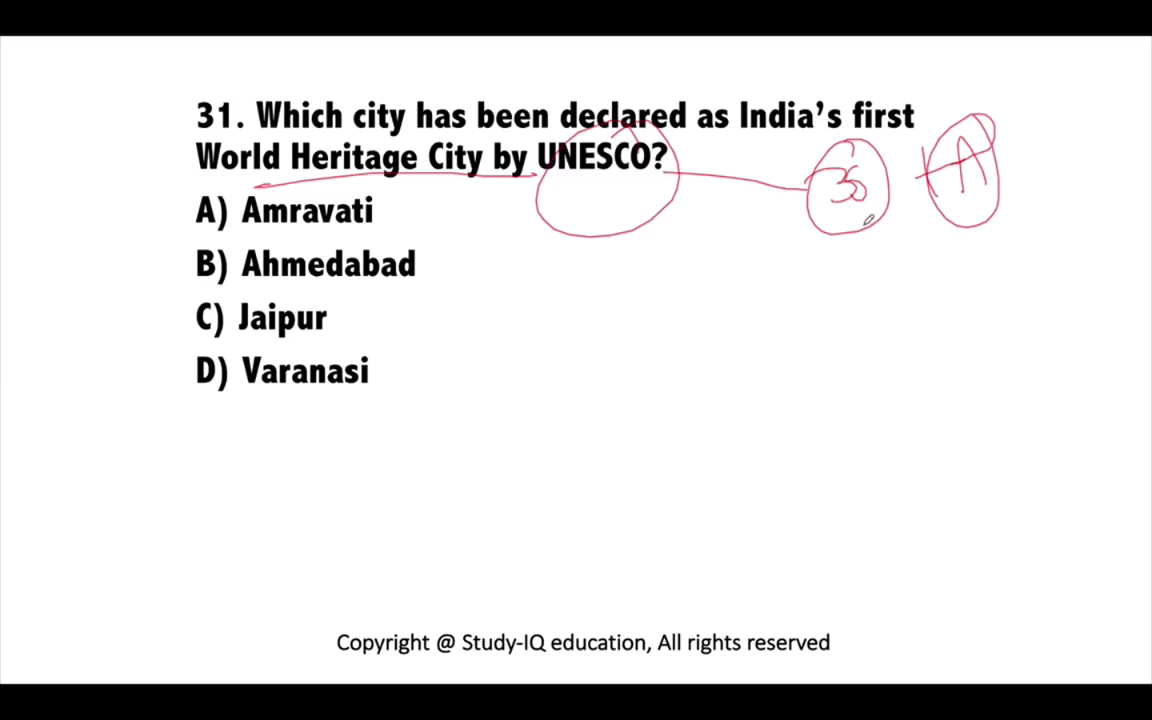 31. Which city has been declared as India's first
World Heritage City by UNESCO?
35
A
A) Amravati
B) Ahmedabad
C) Jaipur
D) Varanasi
Copyright @ Study-IQ education, All rights reserved